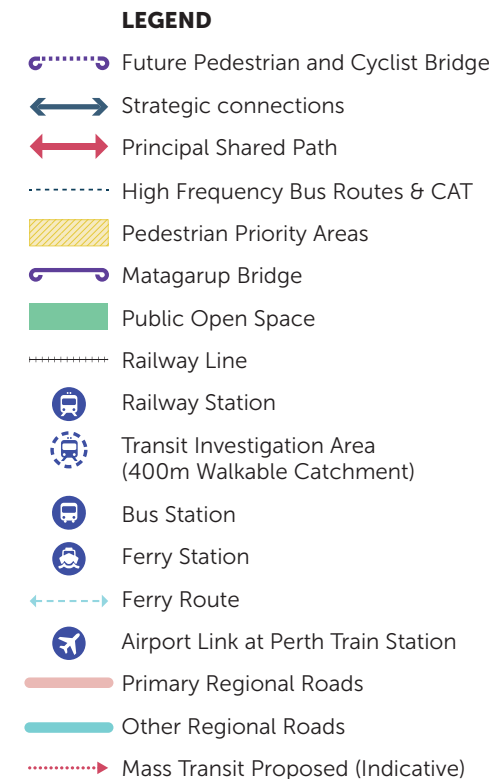 LEGEND
Future Pedestrian and Cyclist Bridge
Strategic connections
Principal Shared Path
High Frequency Bus Routes & CAT
Pedestrian Priority Areas
Matagarup Bridge
Public Open Space
Railway Line
Railway Station
Transit Investigation Area
(400m Walkable Catchment)
Bus Station
Ferry Station
Ferry Route
Airport Link at Perth Train Station
Primary Regional Roads
Other Regional Roads
Mass Transit Proposed (Indicative)